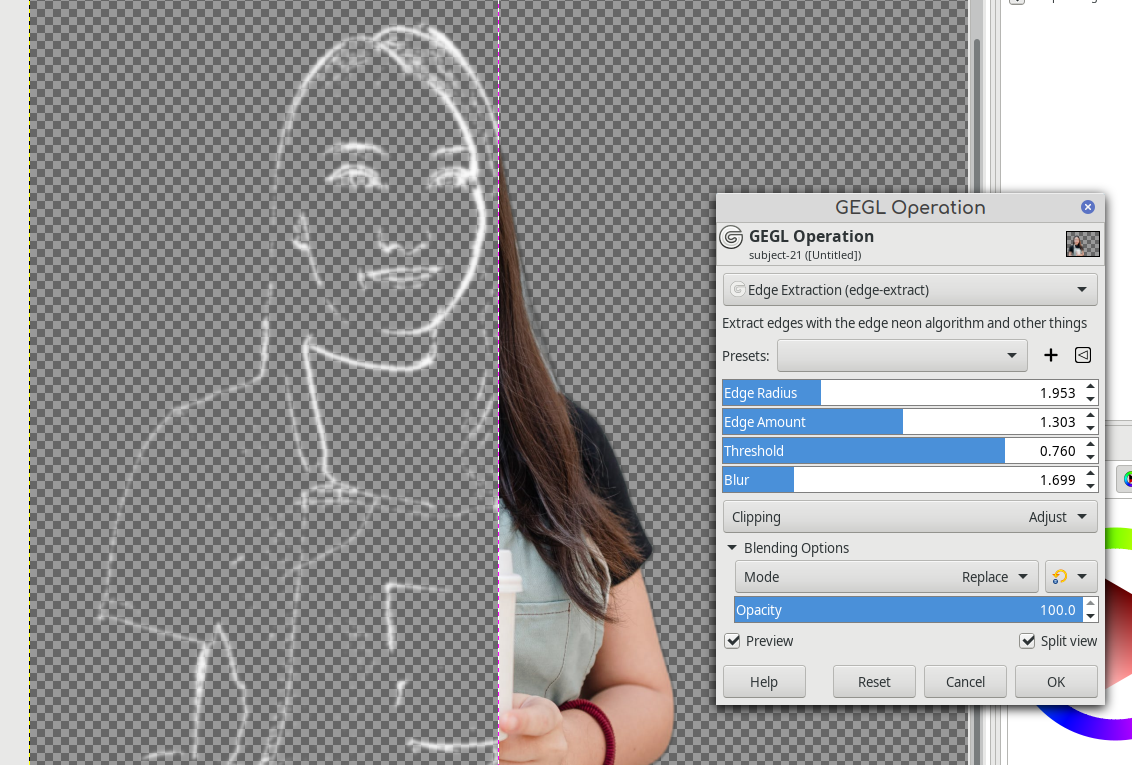 GEGL Operation
GEGL Operation
subject-21 ([Untitled])
Edge Extraction (edge-extract)
Extract edges with the edge neon algorithm and other things
Presets:
Edge Radius 1.953
Edge Amount 1.303
Threshold 0.760
Blur 1.699
Clipping Adjust
Blending Options
Mode Replace
Opacity 100.0
Preview Split view
Help Reset Cancel OK